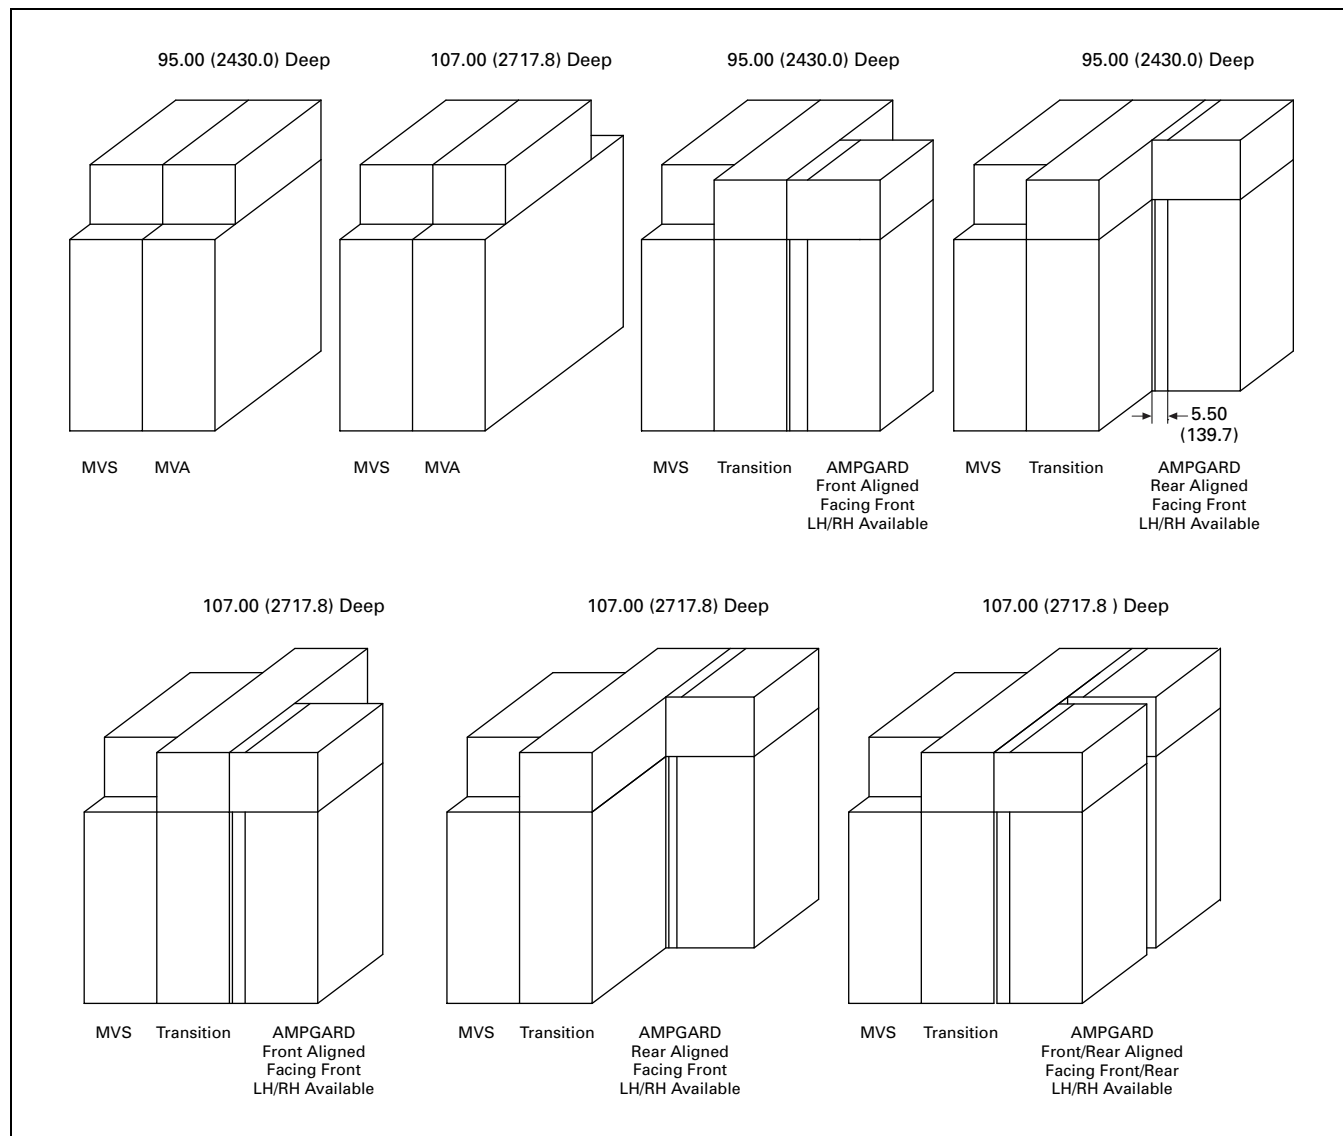 95.00 (2430.0) Deep
107.00 (2717.8) Deep
95.00 (2430.0) Deep
95.00 (2430.0) Deep
5.50
(139.7)
MVS MVA
MVS MVA
MVS Transition AMPGARD
Front Aligned
Facing Front
LH/RH Available
MVS Transition AMPGARD
Rear Aligned
Facing Front
LH/RH Available
107.00 (2717.8) Deep
107.00 (2717.8) Deep
107.00 (2717.8 ) Deep
MVS Transition AMPGARD
Front Aligned
Facing Front
LH/RH Available
MVS Transition AMPGARD
Rear Aligned
Facing Front
LH/RH Available
MVS Transition AMPGARD
Front/Rear Aligned
Facing Front/Rear
LH/RH Available